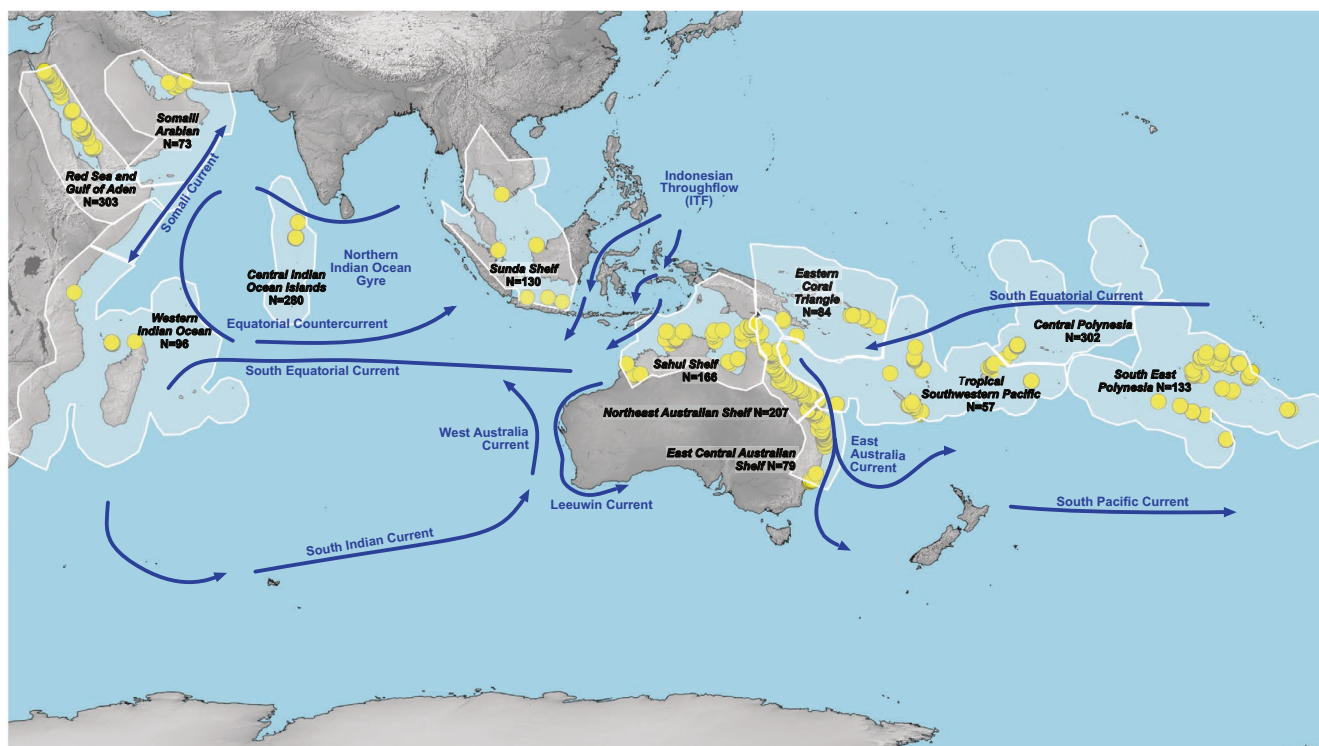 Somali
Arabian
N=73
Red Sea and
Gulf of Aden
N=303
Somali Current
Indonesian
Throughflow
(ITF)
Northern
Indian Ocean
Gyre
Central Indian
Ocean Islands
N=280
Sunda Shelf
N=130
Eastern
Coral
Triangle
N=84
South Equatorial Current
Western
Indian Ocean
N=96
Equatorial Countercurrent
Central Polynesia
N=302
South Equatorial Current
Sahul Shelf
N=166
Tropical
Southwestern Pacific
N=57
South East
Polynesia N=133
Northeast Australian Shelf N=207
West Australia
Current
East Central Australian
Shelf N=79
East
Australia
Current
Leeuwin Current
South Pacific Current
South Indian Current